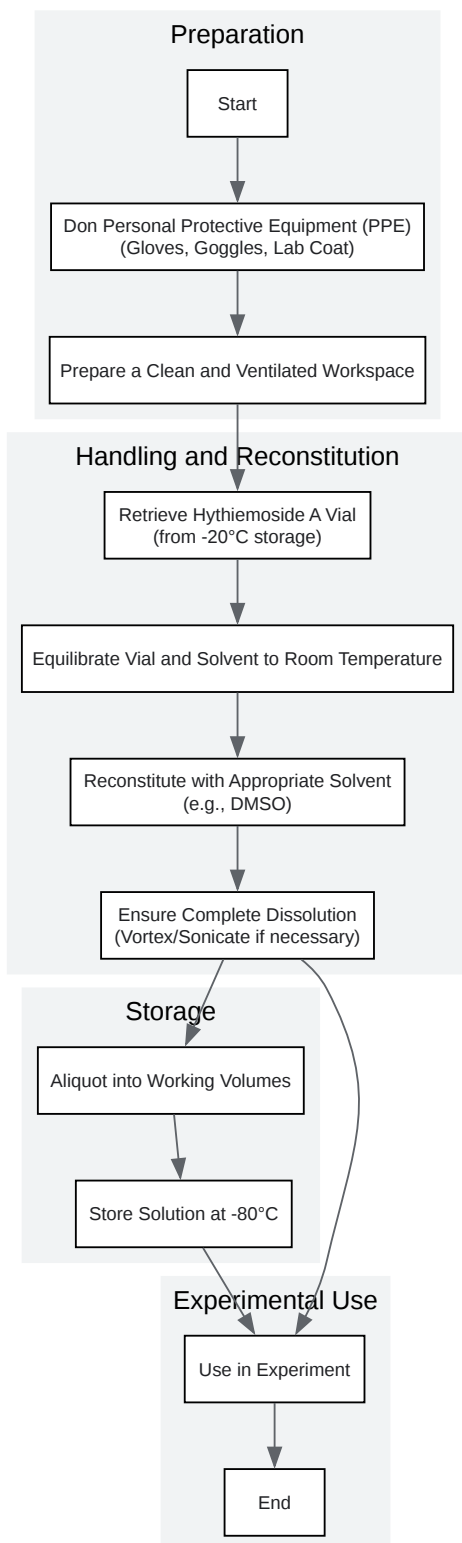 Preparation
Start
Don Personal Protective Equipment (PPE)
(Gloves, Goggles, Lab Coat)
Prepare a Clean and Ventilated Workspace
Handling and Reconstitution
Retrieve Hythiemoside A Vial
(from -20°C storage)
Equilibrate Vial and Solvent to Room Temperature
Reconstitute with Appropriate Solvent
(e.g., DMSO)
Ensure Complete Dissolution
(Vortex/Sonicate if necessary)
Storage
Aliquot into Working Volumes
Store Solution at -80°C
Experimental Use
Use in Experiment
End